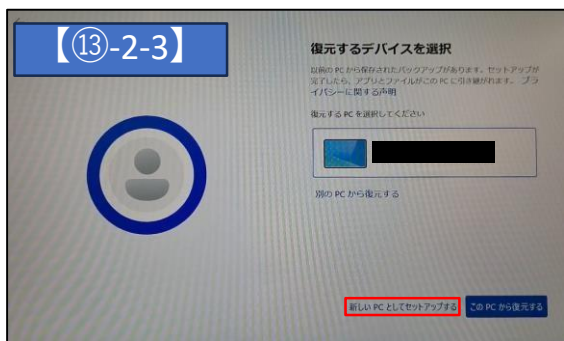 【⑬-2-3】
復元するデバイスを選択
以前の PC から保存されたバックアップがあります。セットアップが
完了したら、アプリとファイルがこの PC に引き継がれます。 プラ
イバシーに関する声明
復元する PC を選択してください
別の PC から復元する
新しい PC としてセットアップする
この PC から復元する